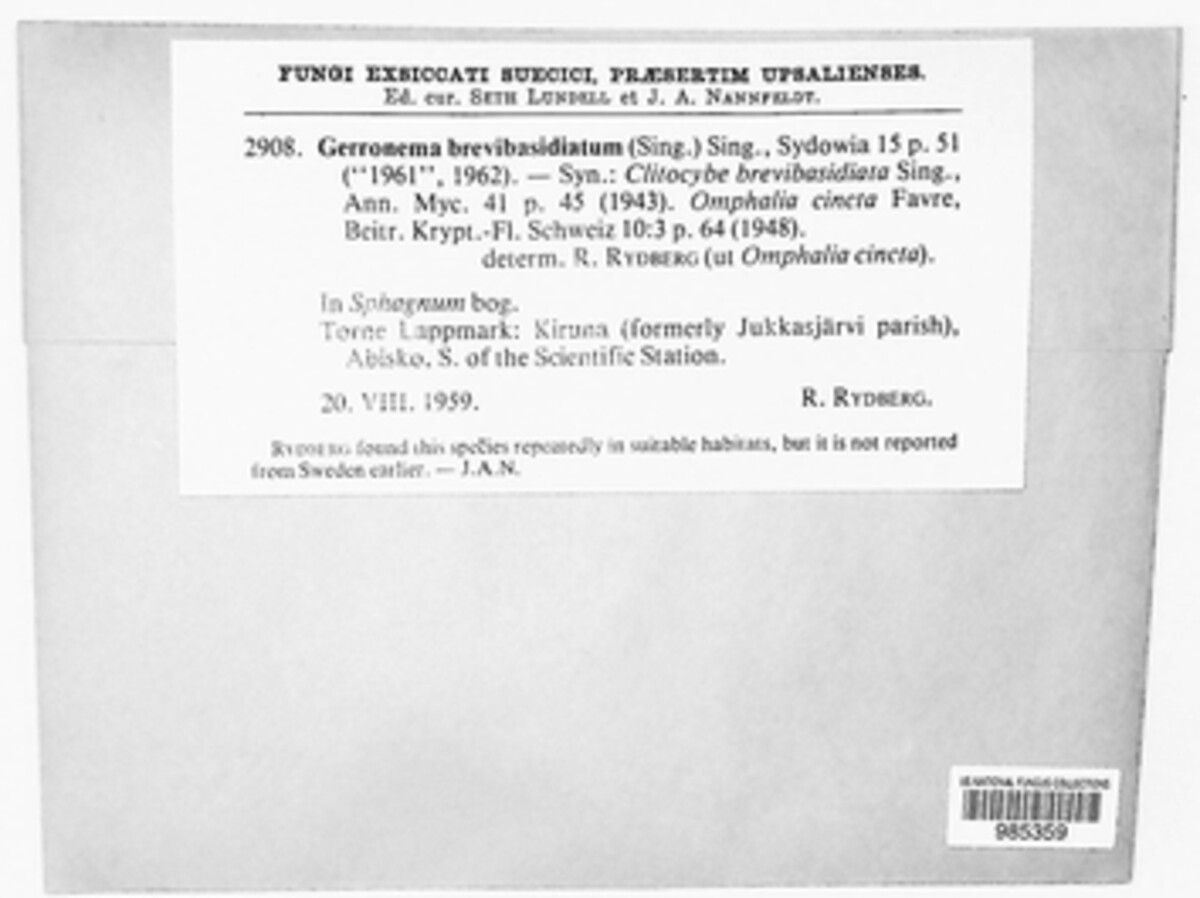 FUNGI EXSICCATI SUECICI, PRÆSERTIM UPSALIENSES.
Ed. cur. SETH LUNDELL et J. A. NANNFELDT.
2908. Gerronema brevibasidiatum (Sing.) Sing., Sydowia 15 p. 51
("1961", 1962). — Syn.: Clitocybe brevibasidiata Sing.,
Ann. Myc. 41 p. 45 (1943). Omphalia cincta Favre,
Beitr. Krypt.-Fl. Schweiz 10:3 p. 64 (1948).
determ. R. RYDBERG (ut Omphalia cincta).
In Sphagnum bog.
Torne Lappmark: Kiruna (formerly Jukkasjärvi parish),
Abisko, S. of the Scientific Station.
20. VIII. 1959. R. RYDBERG.
RYDBERG found this species repeatedly in suitable habitats, but it is not reported
from Sweden earlier. — J.A.N.
US NATIONAL FUNGUS COLLECTIONS
985359